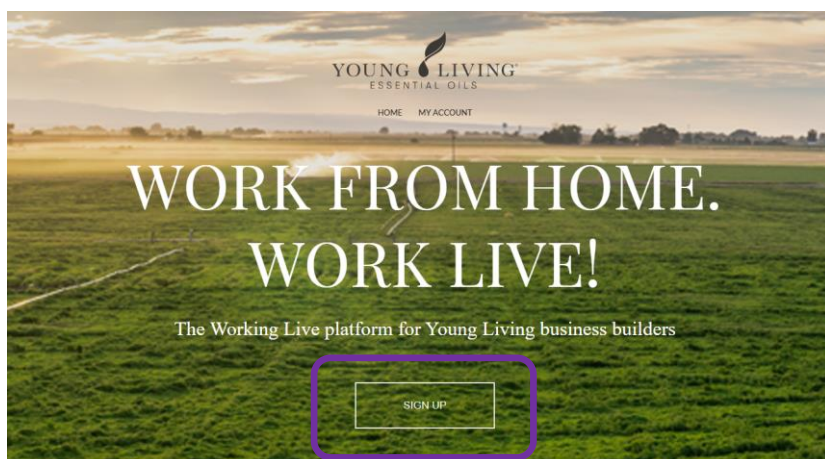 YOUNG LIVING
ESSENTIAL OILS
HOME MY ACCOUNT
WORK FROM HOME.
WORK LIVE!
The Working Live platform for Young Living business builders
SIGN UP